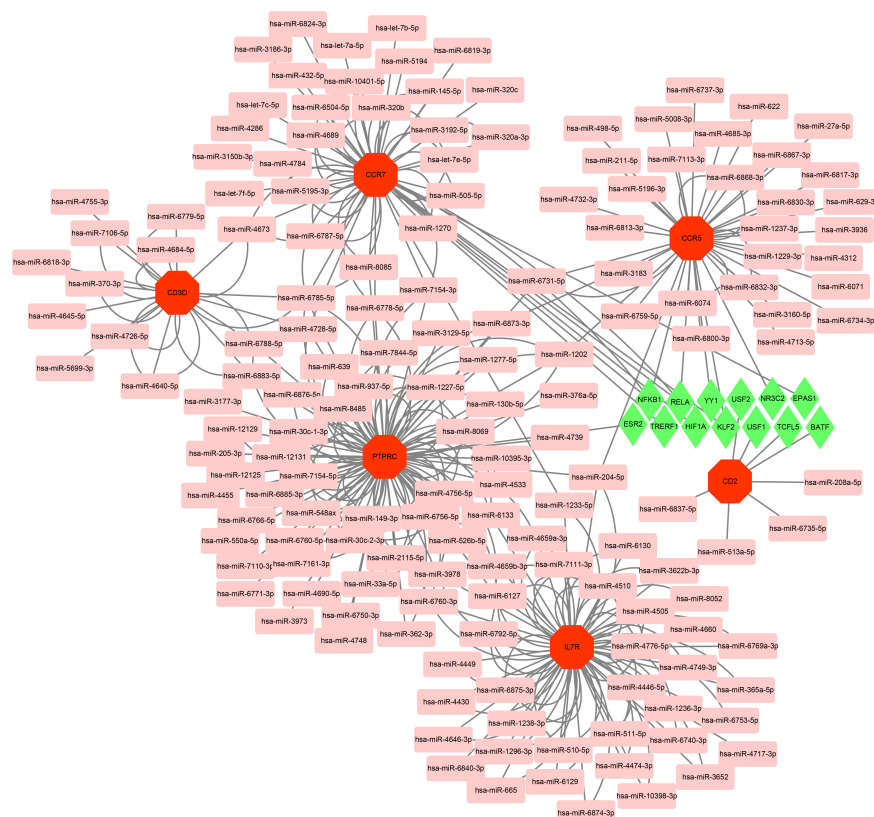 hsa-miR-6824-3p
hsa-let-7b-5p
hsa-miR-3186-3p
hsa-let-7a-5p
hsa-miR-6819-3p
hsa-miR-5194
hsa-miR-432-5p
hsa-miR-10401-5p
hsa-miR-145-5p
hsa-miR-320c
hsa-let-7c-5p
hsa-miR-6504-5p
hsa-miR-320b
hsa-miR-4286
hsa-miR-4689
hsa-miR-3192-5p
hsa-miR-320a-3p
hsa-miR-3150b-3p
hsa-miR-4784
hsa-let-7e-5p
CCR7
hsa-let-7f-5p
hsa-miR-5195-3p
hsa-miR-505-5p
hsa-miR-4673
hsa-miR-6787-5p
hsa-miR-1270
hsa-miR-6737-3p
hsa-miR-622
hsa-miR-498-5p
hsa-miR-5008-3p
hsa-miR-4685-3p
hsa-miR-27a-5p
hsa-miR-211-5p
hsa-miR-7113-3p
hsa-miR-6867-3p
hsa-miR-5196-3p
hsa-miR-6868-3p
hsa-miR-6817-3p
hsa-miR-4732-3p
hsa-miR-6830-3p
hsa-miR-629-3
hsa-miR-6813-3p
hsa-miR-1237-3p
hsa-miR-3936
CCR5
hsa-miR-1229-3p
hsa-miR-4312
hsa-miR-3183
hsa-miR-6071
hsa-miR-6832-3p
hsa-miR-6074
hsa-miR-3160-5p
hsa-miR-6734-3p
hsa-miR-6759-5p
hsa-miR-4713-5p
hsa-miR-6800-3p
hsa-miR-4755-3p
hsa-miR-6779-5p
hsa-miR-7106-5p
hsa-miR-4684-5p
hsa-miR-6818-3p
hsa-miR-370-3p
CD3D
hsa-miR-4645-5p
hsa-miR-4726-5p
hsa-miR-5699-3p
hsa-miR-4640-5p
hsa-miR-8085
hsa-miR-6731-5p
hsa-miR-6785-5p
hsa-miR-7154-3p
hsa-miR-6778-5p
hsa-miR-4728-5p
hsa-miR-3129-5p
hsa-miR-6873-3p
hsa-miR-6788-5p
hsa-miR-7844-5p
hsa-miR-1277-5p
hsa-miR-1202
hsa-miR-639
hsa-miR-6883-5p
hsa-miR-937-5p
hsa-miR-1227-5p
hsa-miR-6876-5p
hsa-miR-376a-5p
hsa-miR-3177-3p
hsa-miR-8485
hsa-miR-130b-5p
hsa-miR-12129
hsa-miR-30c-1-3p
hsa-miR-8069
hsa-miR-4739
hsa-miR-205-3p
hsa-miR-12131
PTPRC
hsa-miR-10395-3p
hsa-miR-12125
hsa-miR-7154-5p
hsa-miR-204-5p
hsa-miR-4533
hsa-miR-4455
hsa-miR-6885-3p
hsa-miR-4756-5p
hsa-miR-1233-5p
hsa-miR-548ax
hsa-miR-6766-5p
hsa-miR-149-3p
hsa-miR-6756-5p
hsa-miR-6133
hsa-miR-550a-5p
hsa-miR-6760-5p
hsa-miR-30c-2-3p
hsa-miR-526b-5p
hsa-miR-4659a-3p
hsa-miR-7110-3p
hsa-miR-7161-3p
hsa-miR-2115-5p
hsa-miR-4659b-3p
hsa-miR-3978
hsa-miR-6771-3p
hsa-miR-4690-5p
hsa-miR-33a-5p
hsa-miR-6760-3p
hsa-miR-6127
hsa-miR-3973
hsa-miR-6750-3p
hsa-miR-4748
hsa-miR-362-3p
hsa-miR-6792-5p
NFKB1
RELA
YY1
USF2
NR3C2
EPAS1
ESR2
TRERF1
HIF1A
KLF2
USF1
TCFL5
BATF
CD2
hsa-miR-208a-5p
hsa-miR-6837-5p
hsa-miR-6735-5p
hsa-miR-513a-5p
hsa-miR-6130
hsa-miR-7111-3p
hsa-miR-3622b-3p
hsa-miR-4510
hsa-miR-8052
hsa-miR-4505
hsa-miR-4660
hsa-miR-6769a-3p
IL7R
hsa-miR-4776-5p
hsa-miR-4449
hsa-miR-4749-3p
hsa-miR-6875-3p
hsa-miR-4446-5p
hsa-miR-365a-5p
hsa-miR-4430
hsa-miR-1236-3p
hsa-miR-1238-3p
hsa-miR-6753-5p
hsa-miR-4646-3p
hsa-miR-511-5p
hsa-miR-6740-3p
hsa-miR-1296-3p
hsa-miR-510-5p
hsa-miR-4717-3p
hsa-miR-6840-3p
hsa-miR-4474-3p
hsa-miR-3652
hsa-miR-665
hsa-miR-6129
hsa-miR-10398-3p
hsa-miR-6874-3p